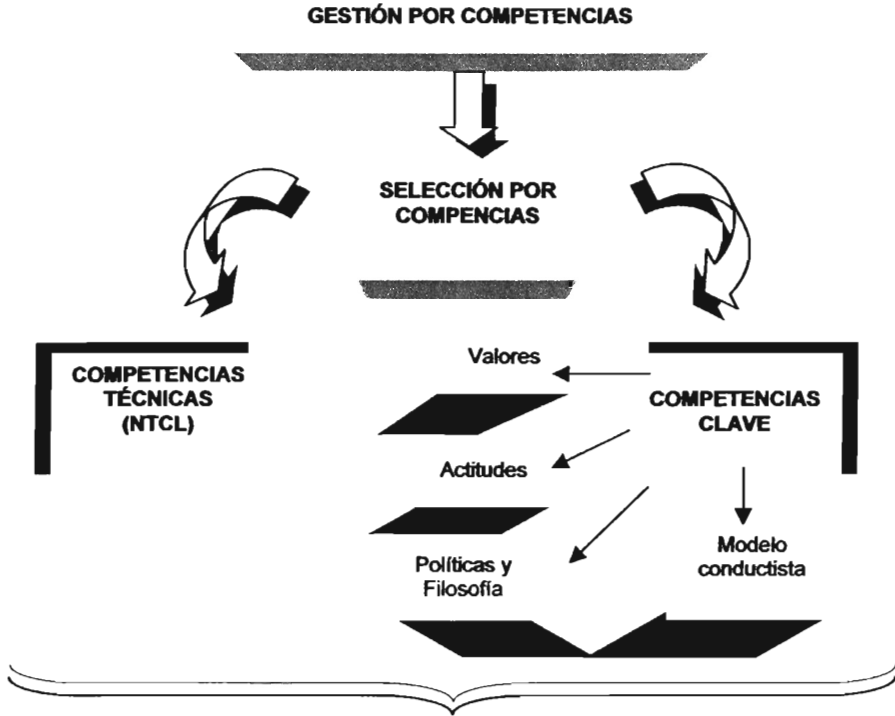 GESTIÓN POR COMPETENCIAS
SELECCIÓN POR
COMPENCIAS
COMPETENCIAS
TÉCNICAS
(NTCL)
Valores
COMPETENCIAS
CLAVE
Actitudes
Políticas y
Filosofía
Modelo
conductista